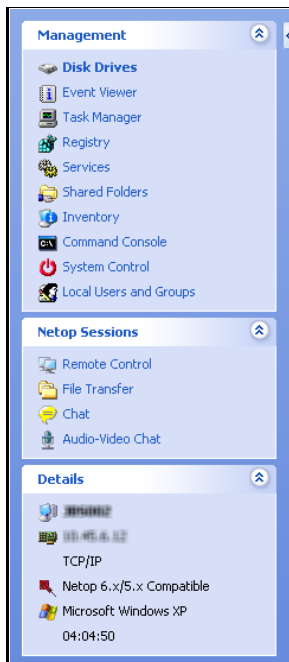 Management
Disk Drives
Event Viewer
Task Manager
Registry
Services
Shared Folders
Inventory
Command Console
System Control
Local Users and Groups
Netop Sessions
Remote Control
File Transfer
Chat
Audio-Video Chat
Details
TCP/IP
Netop 6.x/5.x Compatible
Microsoft Windows XP
04:04:50